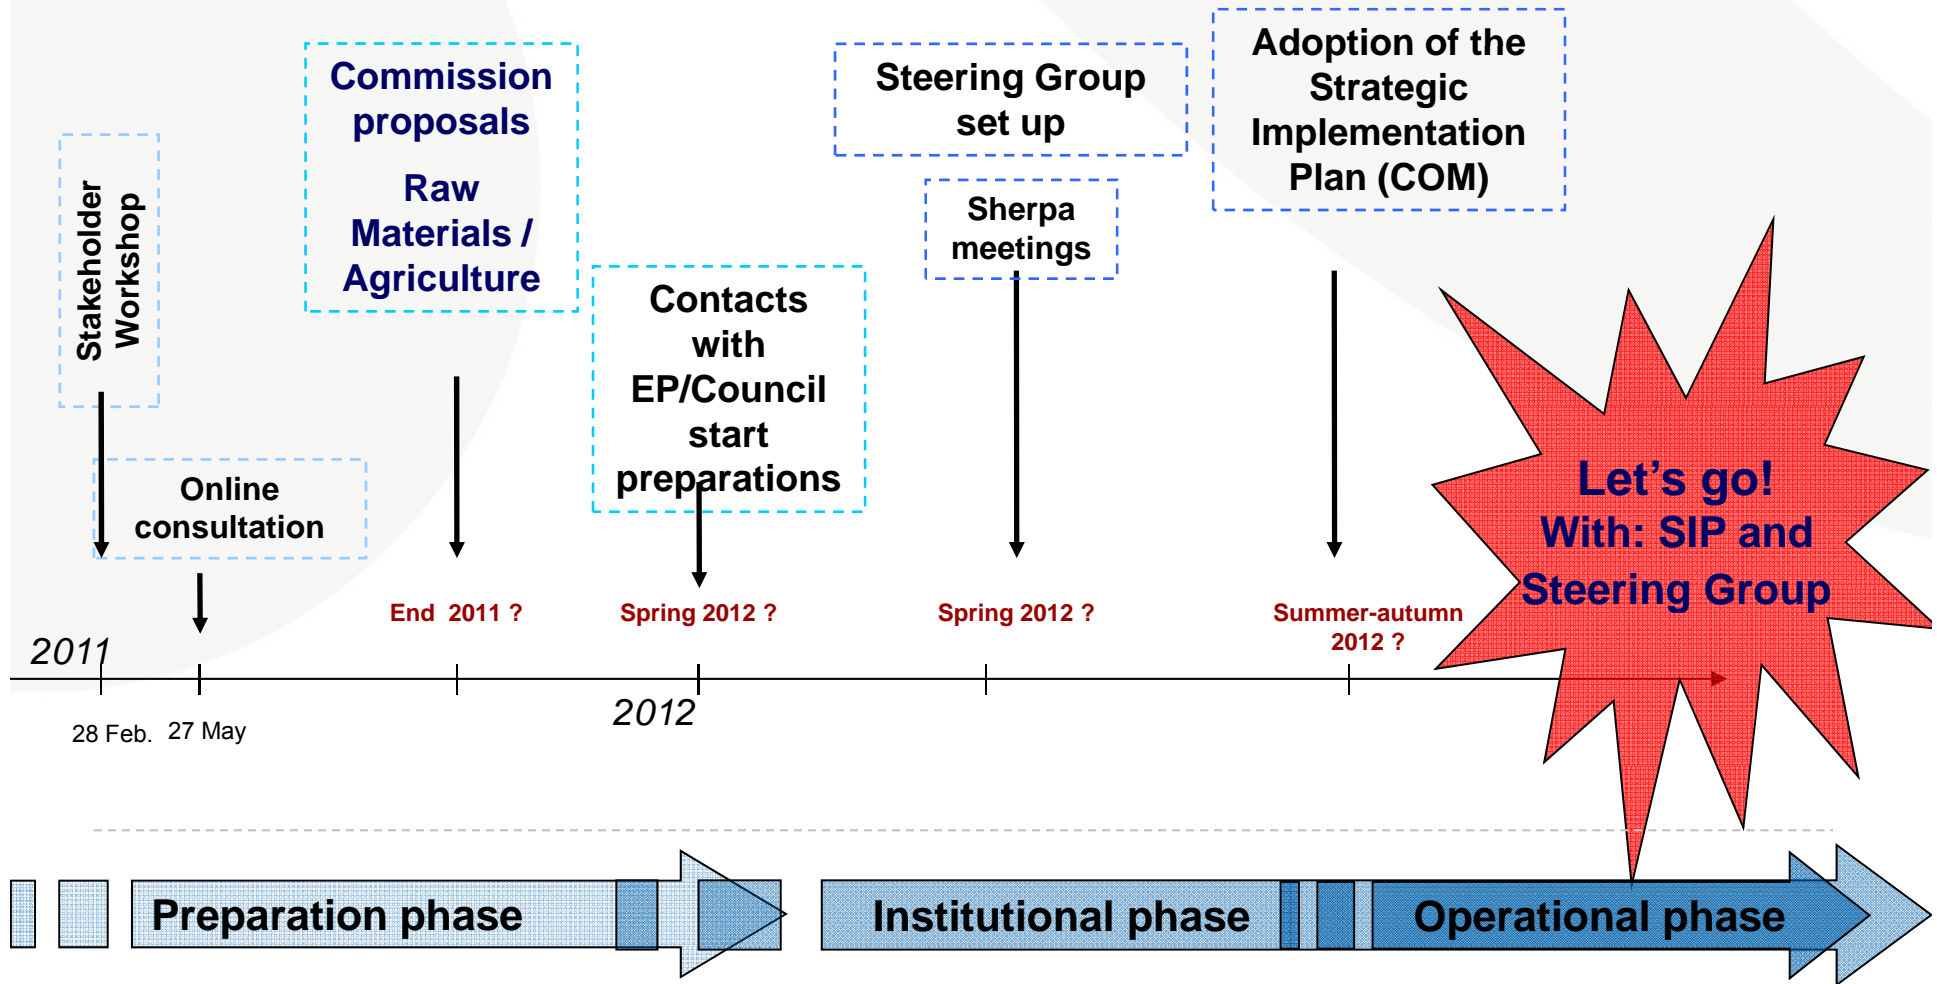 Stakeholder
Workshop
Online
consultation
Commission
proposals
Raw
Materials /
Agriculture
Contacts
with
EP/Council
start
preparations
Steering Group
set up
Sherpa
meetings
Adoption of the
Strategic
Implementation
Plan (COM)
Let’s go!
With: SIP and
Steering Group
End 2011 ?
Spring 2012 ?
Spring 2012 ?
Summer-autumn
2012 ?
2011
2012
28 Feb.
27 May
Preparation phase
Institutional phase
Operational phase